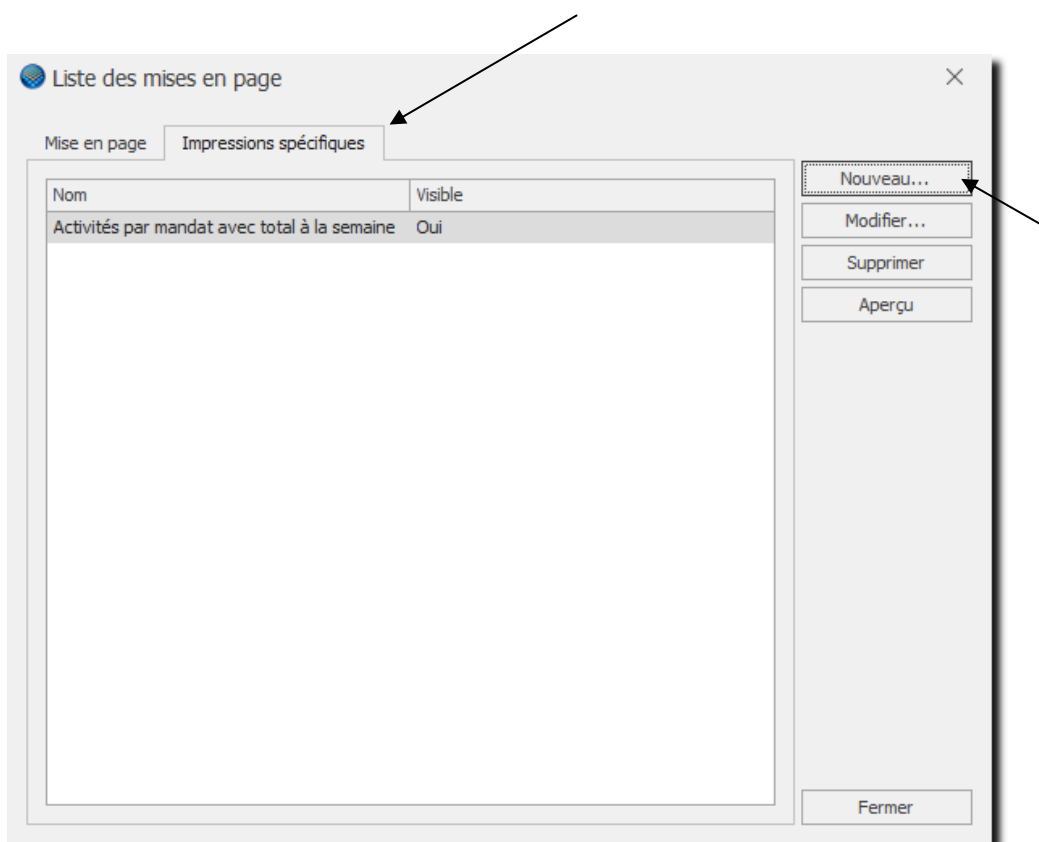 Liste des mises en page
Mise en page Impressions spécifiques
Nom Visible
Activités par mandat avec total à la semaine Oui
Nouveau...
Modifier...
Supprimer
Aperçu
Fermer